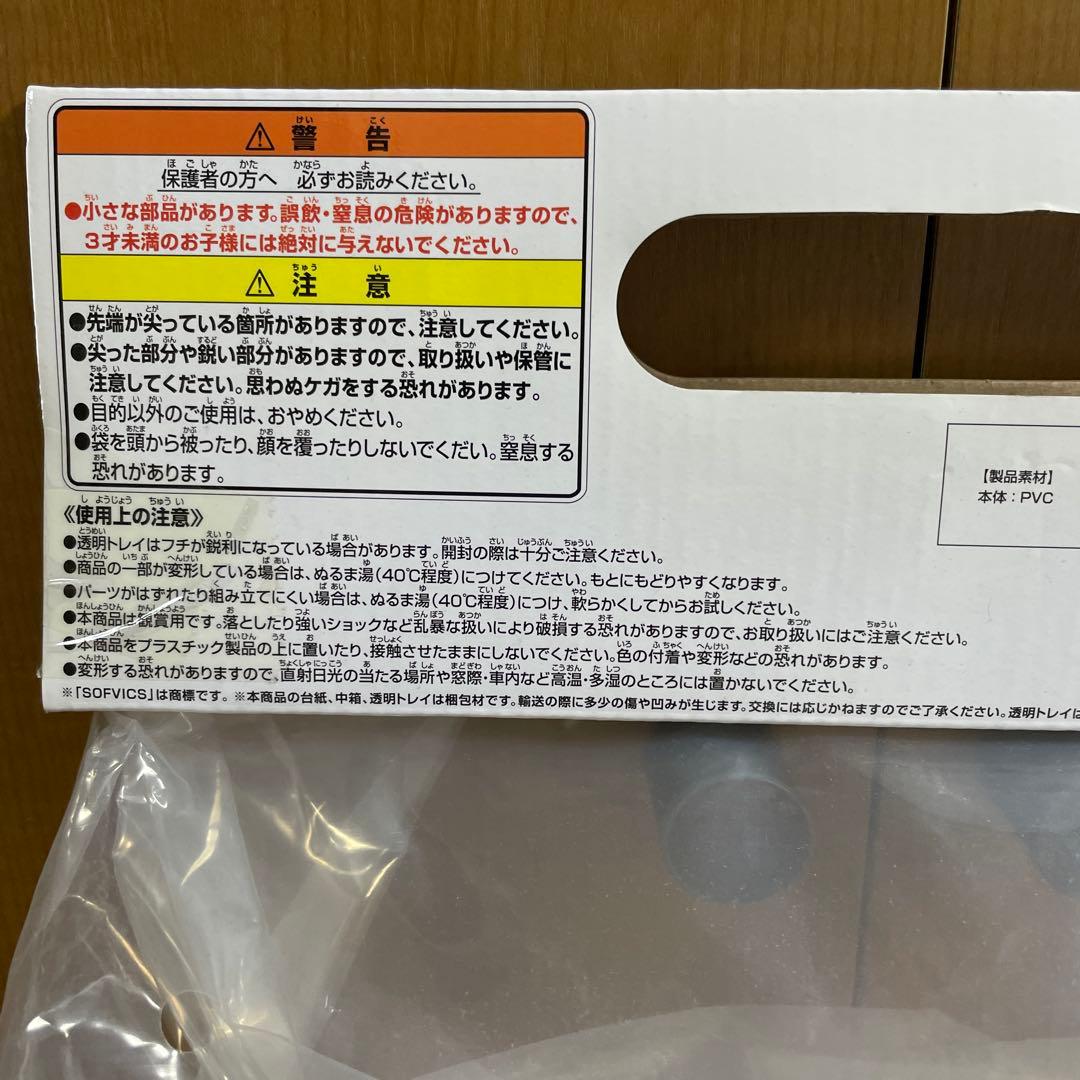 ⚠ 警告
保護者の方へ 必ずお読みください。
●小さな部品があります。誤飲・窒息の危険がありますので、
3才未満のお子様には絶対に与えないでください。
⚠ 注意
●先端が尖っている箇所がありますので、注意してください。
●尖った部分や鋭い部分がありますので、取り扱いや保管に
注意してください。思わぬケガをする恐れがあります。
●目的以外のご使用は、おやめください。
●袋を頭から被ったり、顔を覆ったりしないでくだい。窒息する
恐れがあります。
【製品素材】
本体：PVC
《使用上の注意》
●透明トレイはフチが鋭利になっている場合があります。開封の際は十分ご注意ください。
●商品の一部が変形している場合は、ぬるま湯(40℃程度)につけてください。もとにもどりやすくなります。
●パーツがはずれたり組み立てにくい場合は、ぬるま湯(40℃程度)につけ、軟らかくしてからお試しください。
●本商品は観賞用です。落としたり強いショックなど乱暴な扱いにより破損する恐れがありますので、お取り扱いにはご注意ください。
●本商品をプラスチック製品の上に置いたり、接触させたままにしないでください。色の付着や変形などの恐れがあります。
●変形する恐れがありますので、直射日光の当たる場所や窓際・車内など高温・多湿のところには置かないでください。
※「SOFVICS」は商標です。※本商品の台紙、中箱、透明トレイは梱包材です。輸送の際に多少の傷や凹みが生じます。交換には応じかねますのでご了承ください。透明トレイは